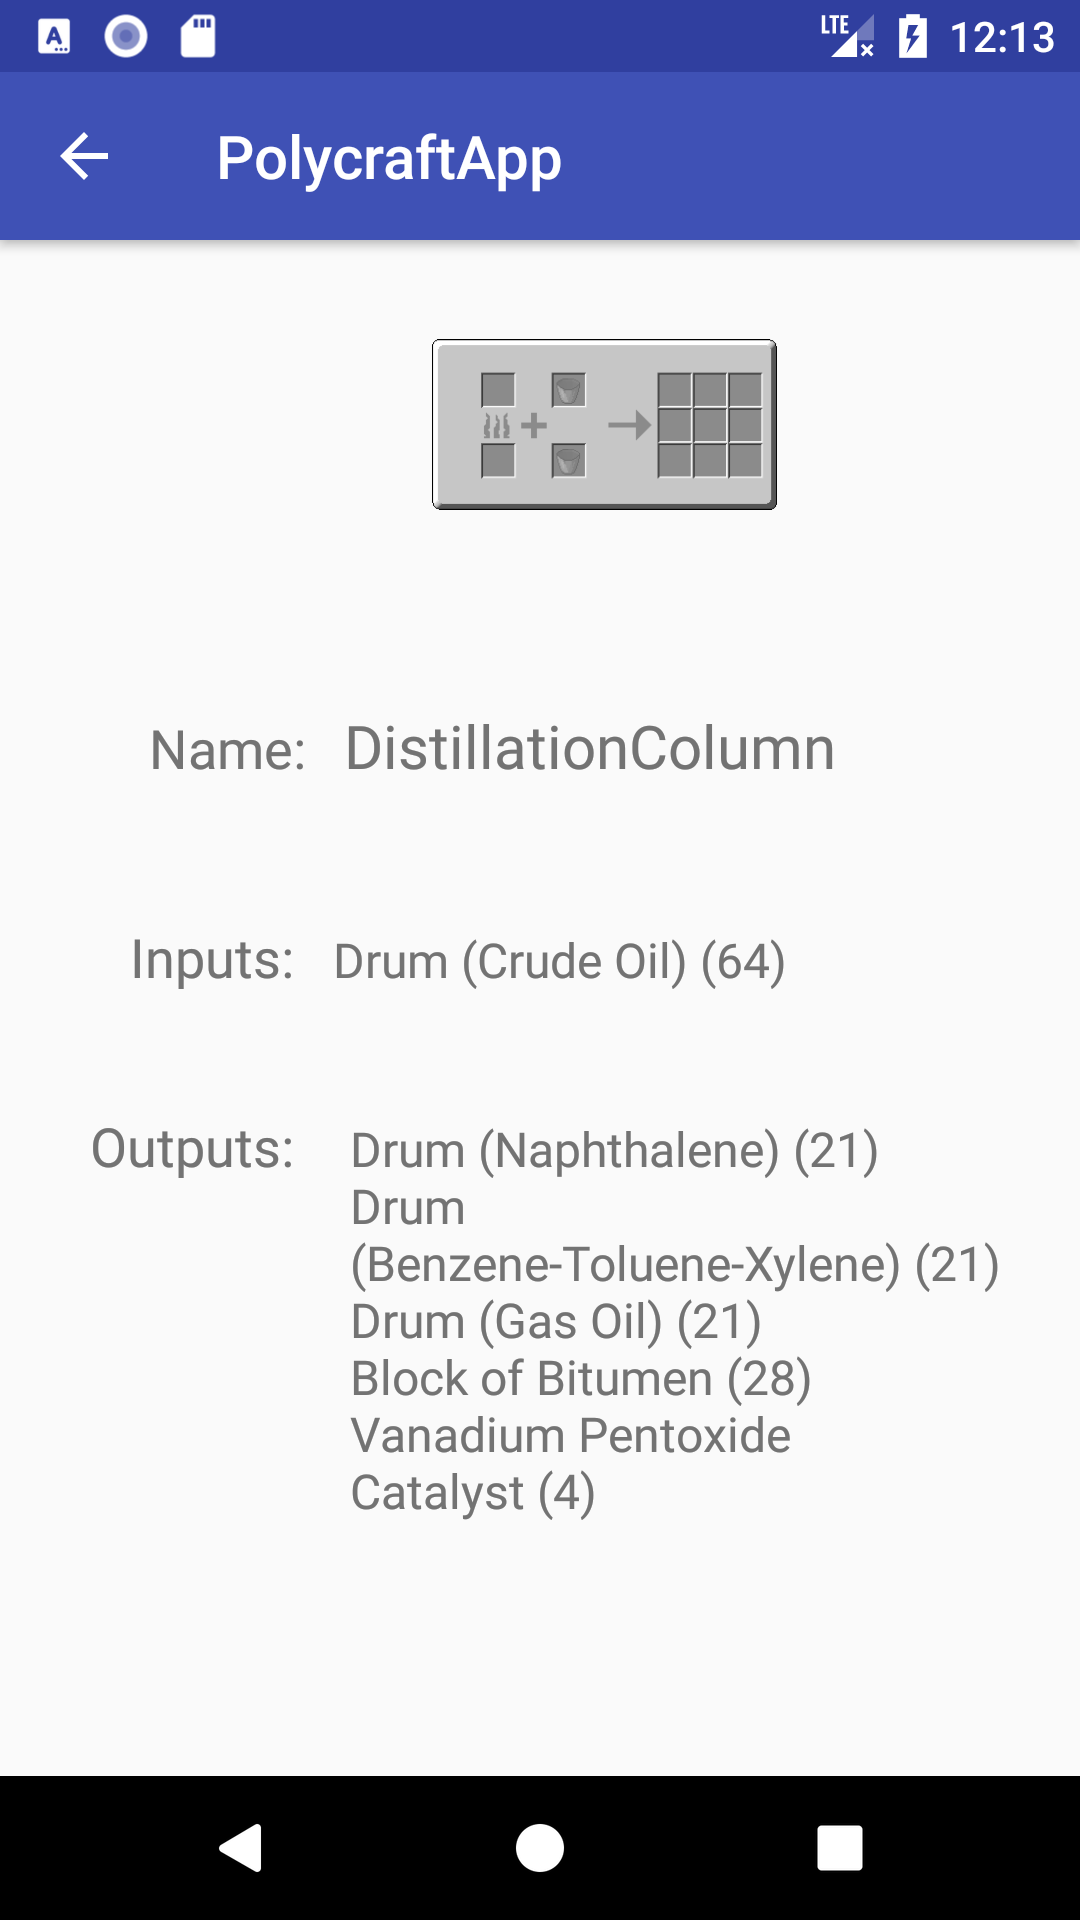 A
LTE
12:13
PolycraftApp
Name: DistillationColumn
Inputs: Drum (Crude Oil) (64)
Outputs: Drum (Naphthalene) (21)
Drum
(Benzene-Toluene-Xylene) (21)
Drum (Gas Oil) (21)
Block of Bitumen (28)
Vanadium Pentoxide
Catalyst (4)